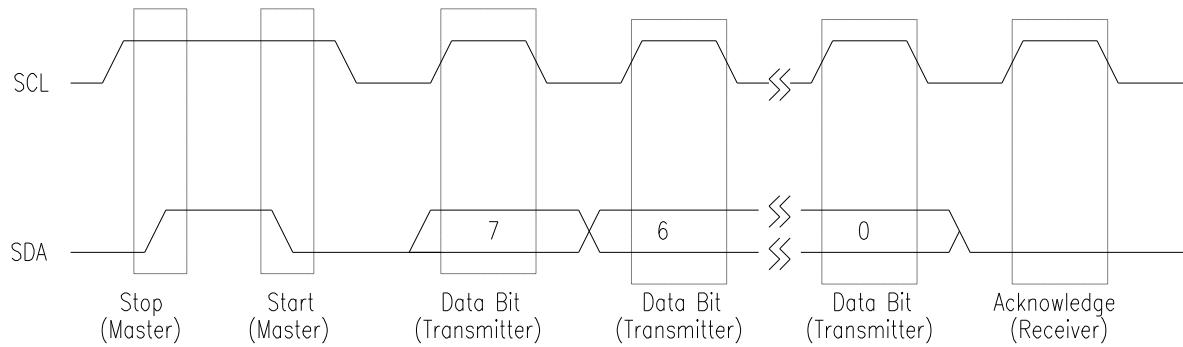 SCL
SDA
7
6
0
Stop
(Master)
Start
(Master)
Data Bit
(Transmitter)
Data Bit
(Transmitter)
Data Bit
(Transmitter)
Acknowledge
(Receiver)